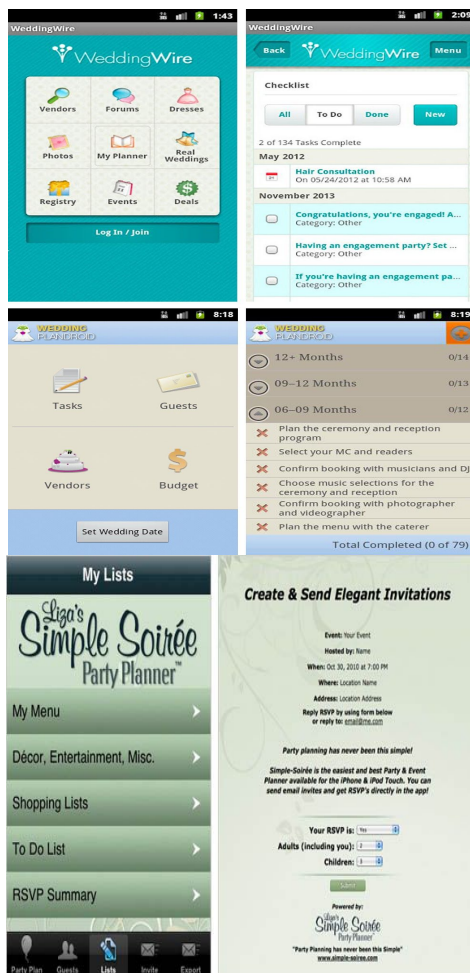 1:43
WeddingWire
WeddingWire
Vendors
Forums
Dresses
Photos
My Planner
Real
Weddings
Registry
Events
Deals
Log In / Join
2:09
WeddingWire
Back
WeddingWire
Menu
Checklist
All
To Do
Done
New
2 of 134 Tasks Complete
May 2012
Hair Consultation
On 05/24/2012 at 10:58 AM
November 2013
Congratulations, you're engaged! A...
Category: Other
Having an engagement party? Set ...
Category: Other
If you're having an engagement pa...
Category: Other
8:18
WEDDING
PLANDROID
Tasks
Guests
Vendors
Budget
Set Wedding Date
8:19
WEDDING
PLANDROID
12+ Months 0/14
09–12 Months 0/13
06–09 Months 0/12
Plan the ceremony and reception
program
Select your MC and readers
Confirm booking with musicians and DJ
Choose music selections for the
ceremony and reception
Confirm booking with photographer
and videographer
Plan the menu with the caterer
Total Completed (0 of 79)
My Lists
Liza's
Simple Soirée
Party Planner™
My Menu
Décor, Entertainment, Misc.
Shopping Lists
To Do List
RSVP Summary
Party Plan
Guests
Lists
Invite
Export
Create & Send Elegant Invitations
Event: Your Event
Hosted by: Name
When: Oct 30, 2010 at 7:00 PM
Where: Location Name
Address: Location Address
Reply RSVP by using form below
or reply to: email@me.com
Party planning has never been this simple!
Simple-Soirée is the easiest and best Party & Event
Planner available for the iPhone & iPod Touch. You can
send email invites and get RSVP's directly in the app!
Your RSVP is: Yes
Adults (including you): 2
Children: 3
Submit
Powered by:
Liza's
Simple Soirée
Party Planner
"Party Planning has never been this Simple"
www.simple-soiree.com